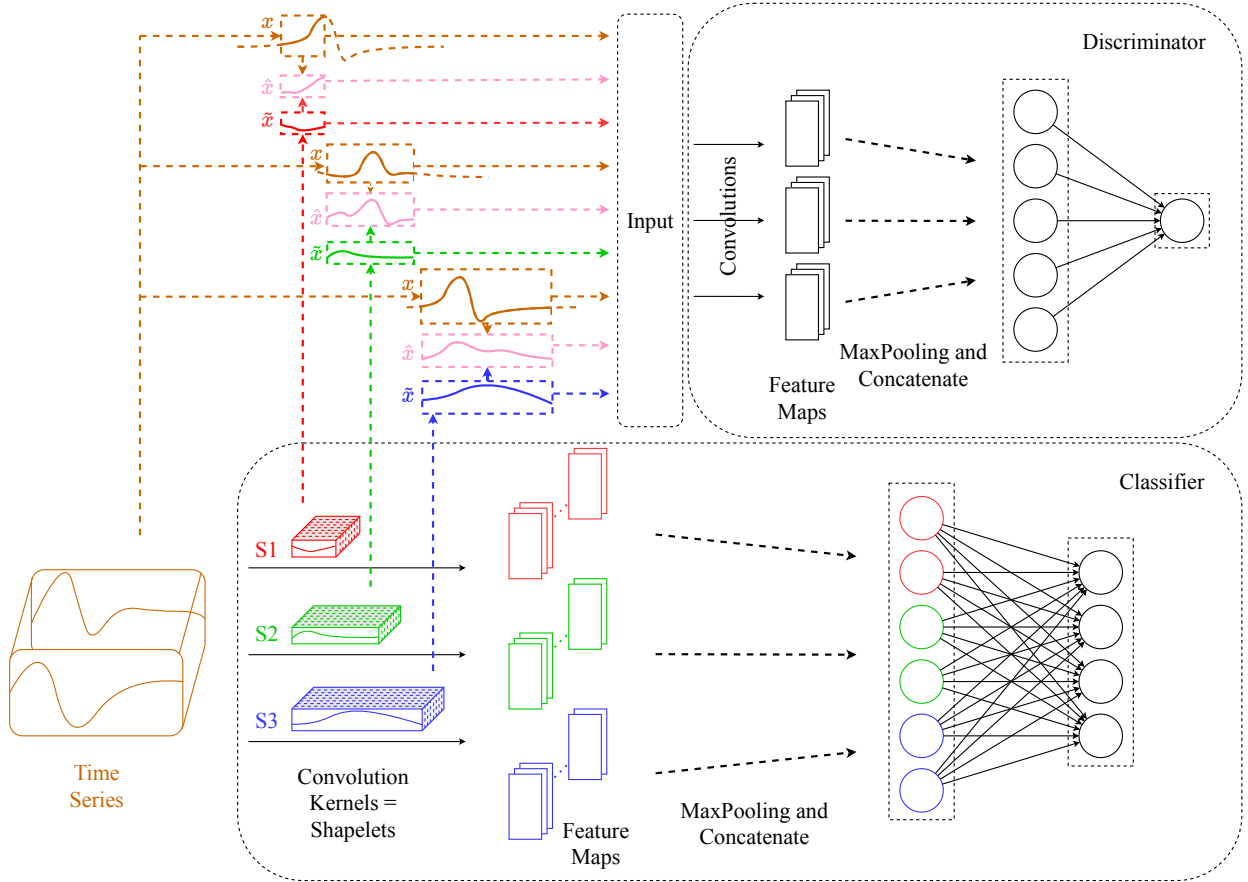 x
Discriminator
x̂
x̃
x
x̂
Input
Convolutions
x̃
x
x̂
MaxPooling and
Concatenate
x̃
Feature
Maps
Classifier
S1
S2
S3
Time
Series
Convolution
Kernels =
Shapelets
Feature
Maps
MaxPooling and
Concatenate